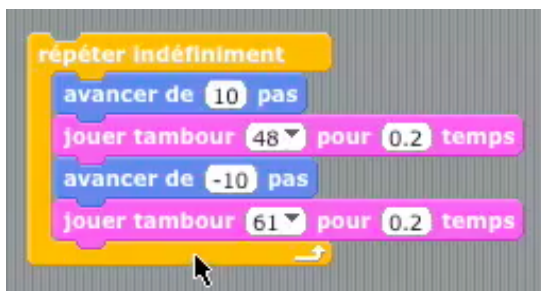 répéter indéfiniment
avancer de 10 pas
jouer tambour 48 pour 0.2 temps
avancer de -10 pas
jouer tambour 61 pour 0.2 temps